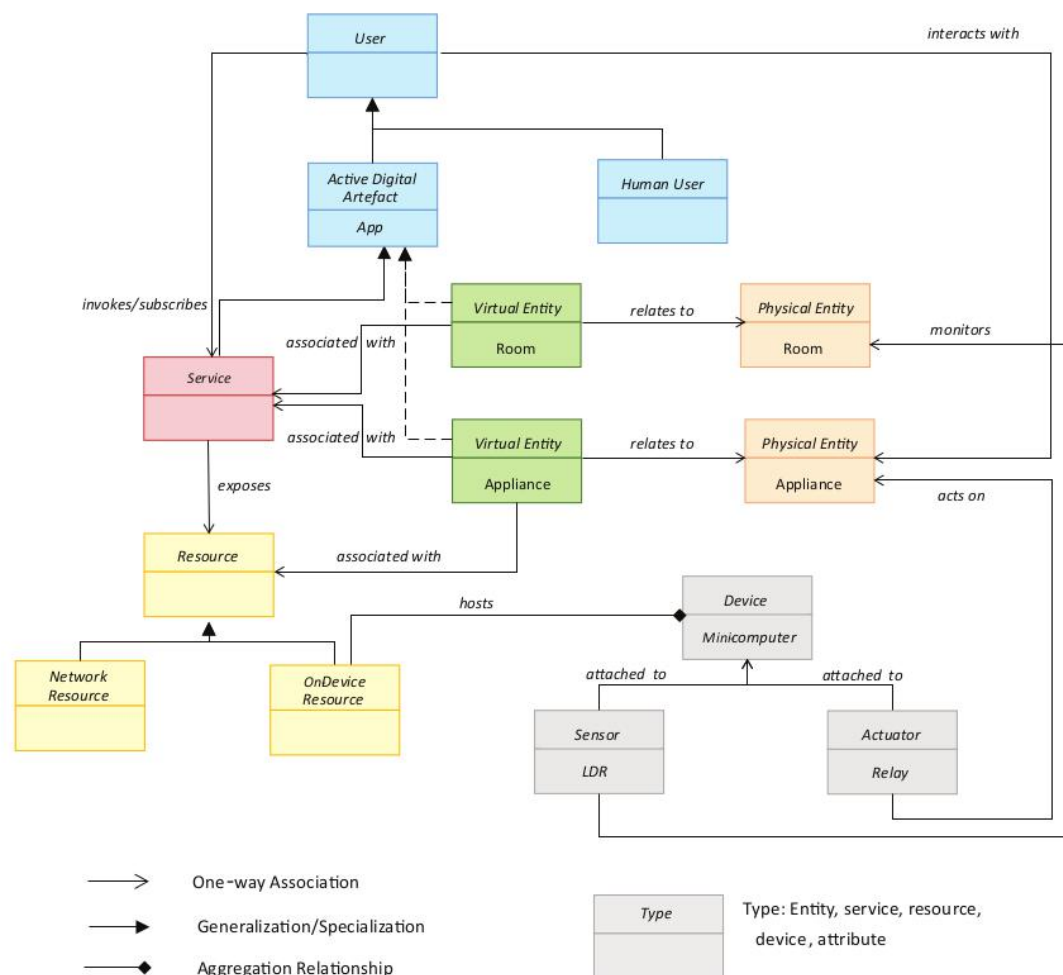 User
interacts with
Active Digital
Artefact
App
Human User
invokes/subscribes
Virtual Entity
Room
relates to
Physical Entity
Room
monitors
associated with
Service
associated with
Virtual Entity
Appliance
relates to
Physical Entity
Appliance
acts on
exposes
Resource
associated with
hosts
Device
Minicomputer
Network
Resource
OnDevice
Resource
attached to
attached to
Sensor
LDR
Actuator
Relay
One-way Association
Generalization/Specialization
Aggregation Relationship
Type
Type: Entity, service, resource,
device, attribute